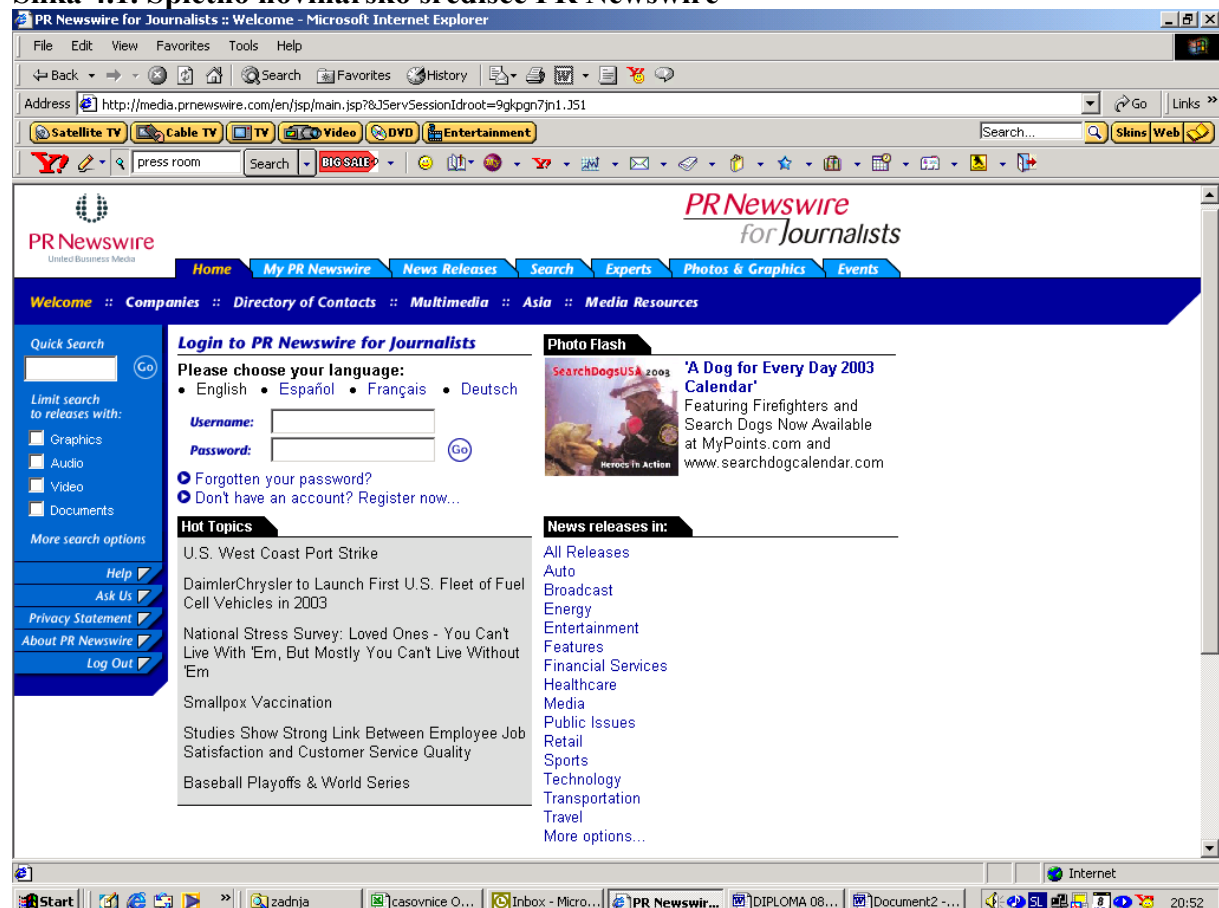 Slika 4.1: Spletno novinarsko središče PR Newswire
PR Newswire for Journalists :: Welcome - Microsoft Internet Explorer
File Edit View Favorites Tools Help
Back Search Favorites History
Address http://media.prnewswire.com/en/jsp/main.jsp?&JServSessionIdroot=9gkpgn7jn1.JS1 Go Links »
Satellite TV Cable TV TV Video DVD Entertainment Search... Skins Web
Y! press room Search BIG SALE
PR Newswire
United Business Media
PR Newswire
for Journalists
Home My PR Newswire News Releases Search Experts Photos & Graphics Events
Welcome :: Companies :: Directory of Contacts :: Multimedia :: Asia :: Media Resources
Quick Search
Go
Limit search
to releases with:
Graphics
Audio
Video
Documents
More search options
Help
Ask Us
Privacy Statement
About PR Newswire
Log Out
Login to PR Newswire for Journalists
Please choose your language:
• English • Español • Français • Deutsch
Username:
Password: Go
Forgotten your password?
Don't have an account? Register now...
Photo Flash
SearchDogsUSA 2003
Heroes in Action
'A Dog for Every Day 2003
Calendar'
Featuring Firefighters and
Search Dogs Now Available
at MyPoints.com and
www.searchdogcalendar.com
Hot Topics
U.S. West Coast Port Strike
DaimlerChrysler to Launch First U.S. Fleet of Fuel
Cell Vehicles in 2003
National Stress Survey: Loved Ones - You Can't
Live With 'Em, But Mostly You Can't Live Without
'Em
Smallpox Vaccination
Studies Show Strong Link Between Employee Job
Satisfaction and Customer Service Quality
Baseball Playoffs & World Series
News releases in:
All Releases
Auto
Broadcast
Energy
Entertainment
Features
Financial Services
Healthcare
Media
Public Issues
Retail
Sports
Technology
Transportation
Travel
More options...
Internet
Start » zadnja casovnice O... Inbox - Micro... PR Newswir... DIPLOMA 08... Document2 -... SL 20:52